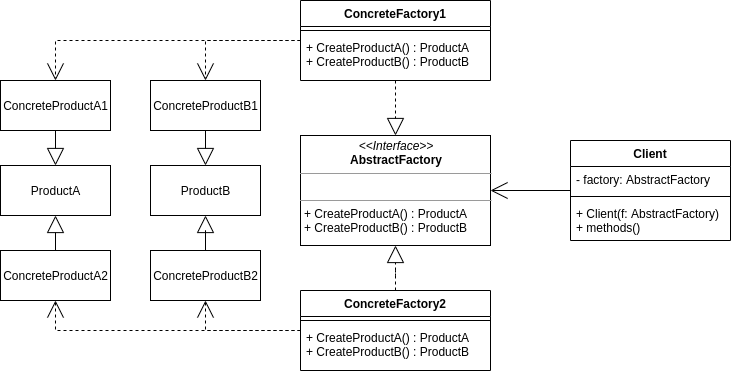 ConcreteFactory1
+ CreateProductA() : ProductA
+ CreateProductB() : ProductB
ConcreteProductA1
ConcreteProductB1
<<Interface>>
AbstractFactory
+ CreateProductA() : ProductA
+ CreateProductB() : ProductB
Client
- factory: AbstractFactory
+ Client(f: AbstractFactory)
+ methods()
ProductA
ProductB
ConcreteProductA2
ConcreteProductB2
ConcreteFactory2
+ CreateProductA() : ProductA
+ CreateProductB() : ProductB